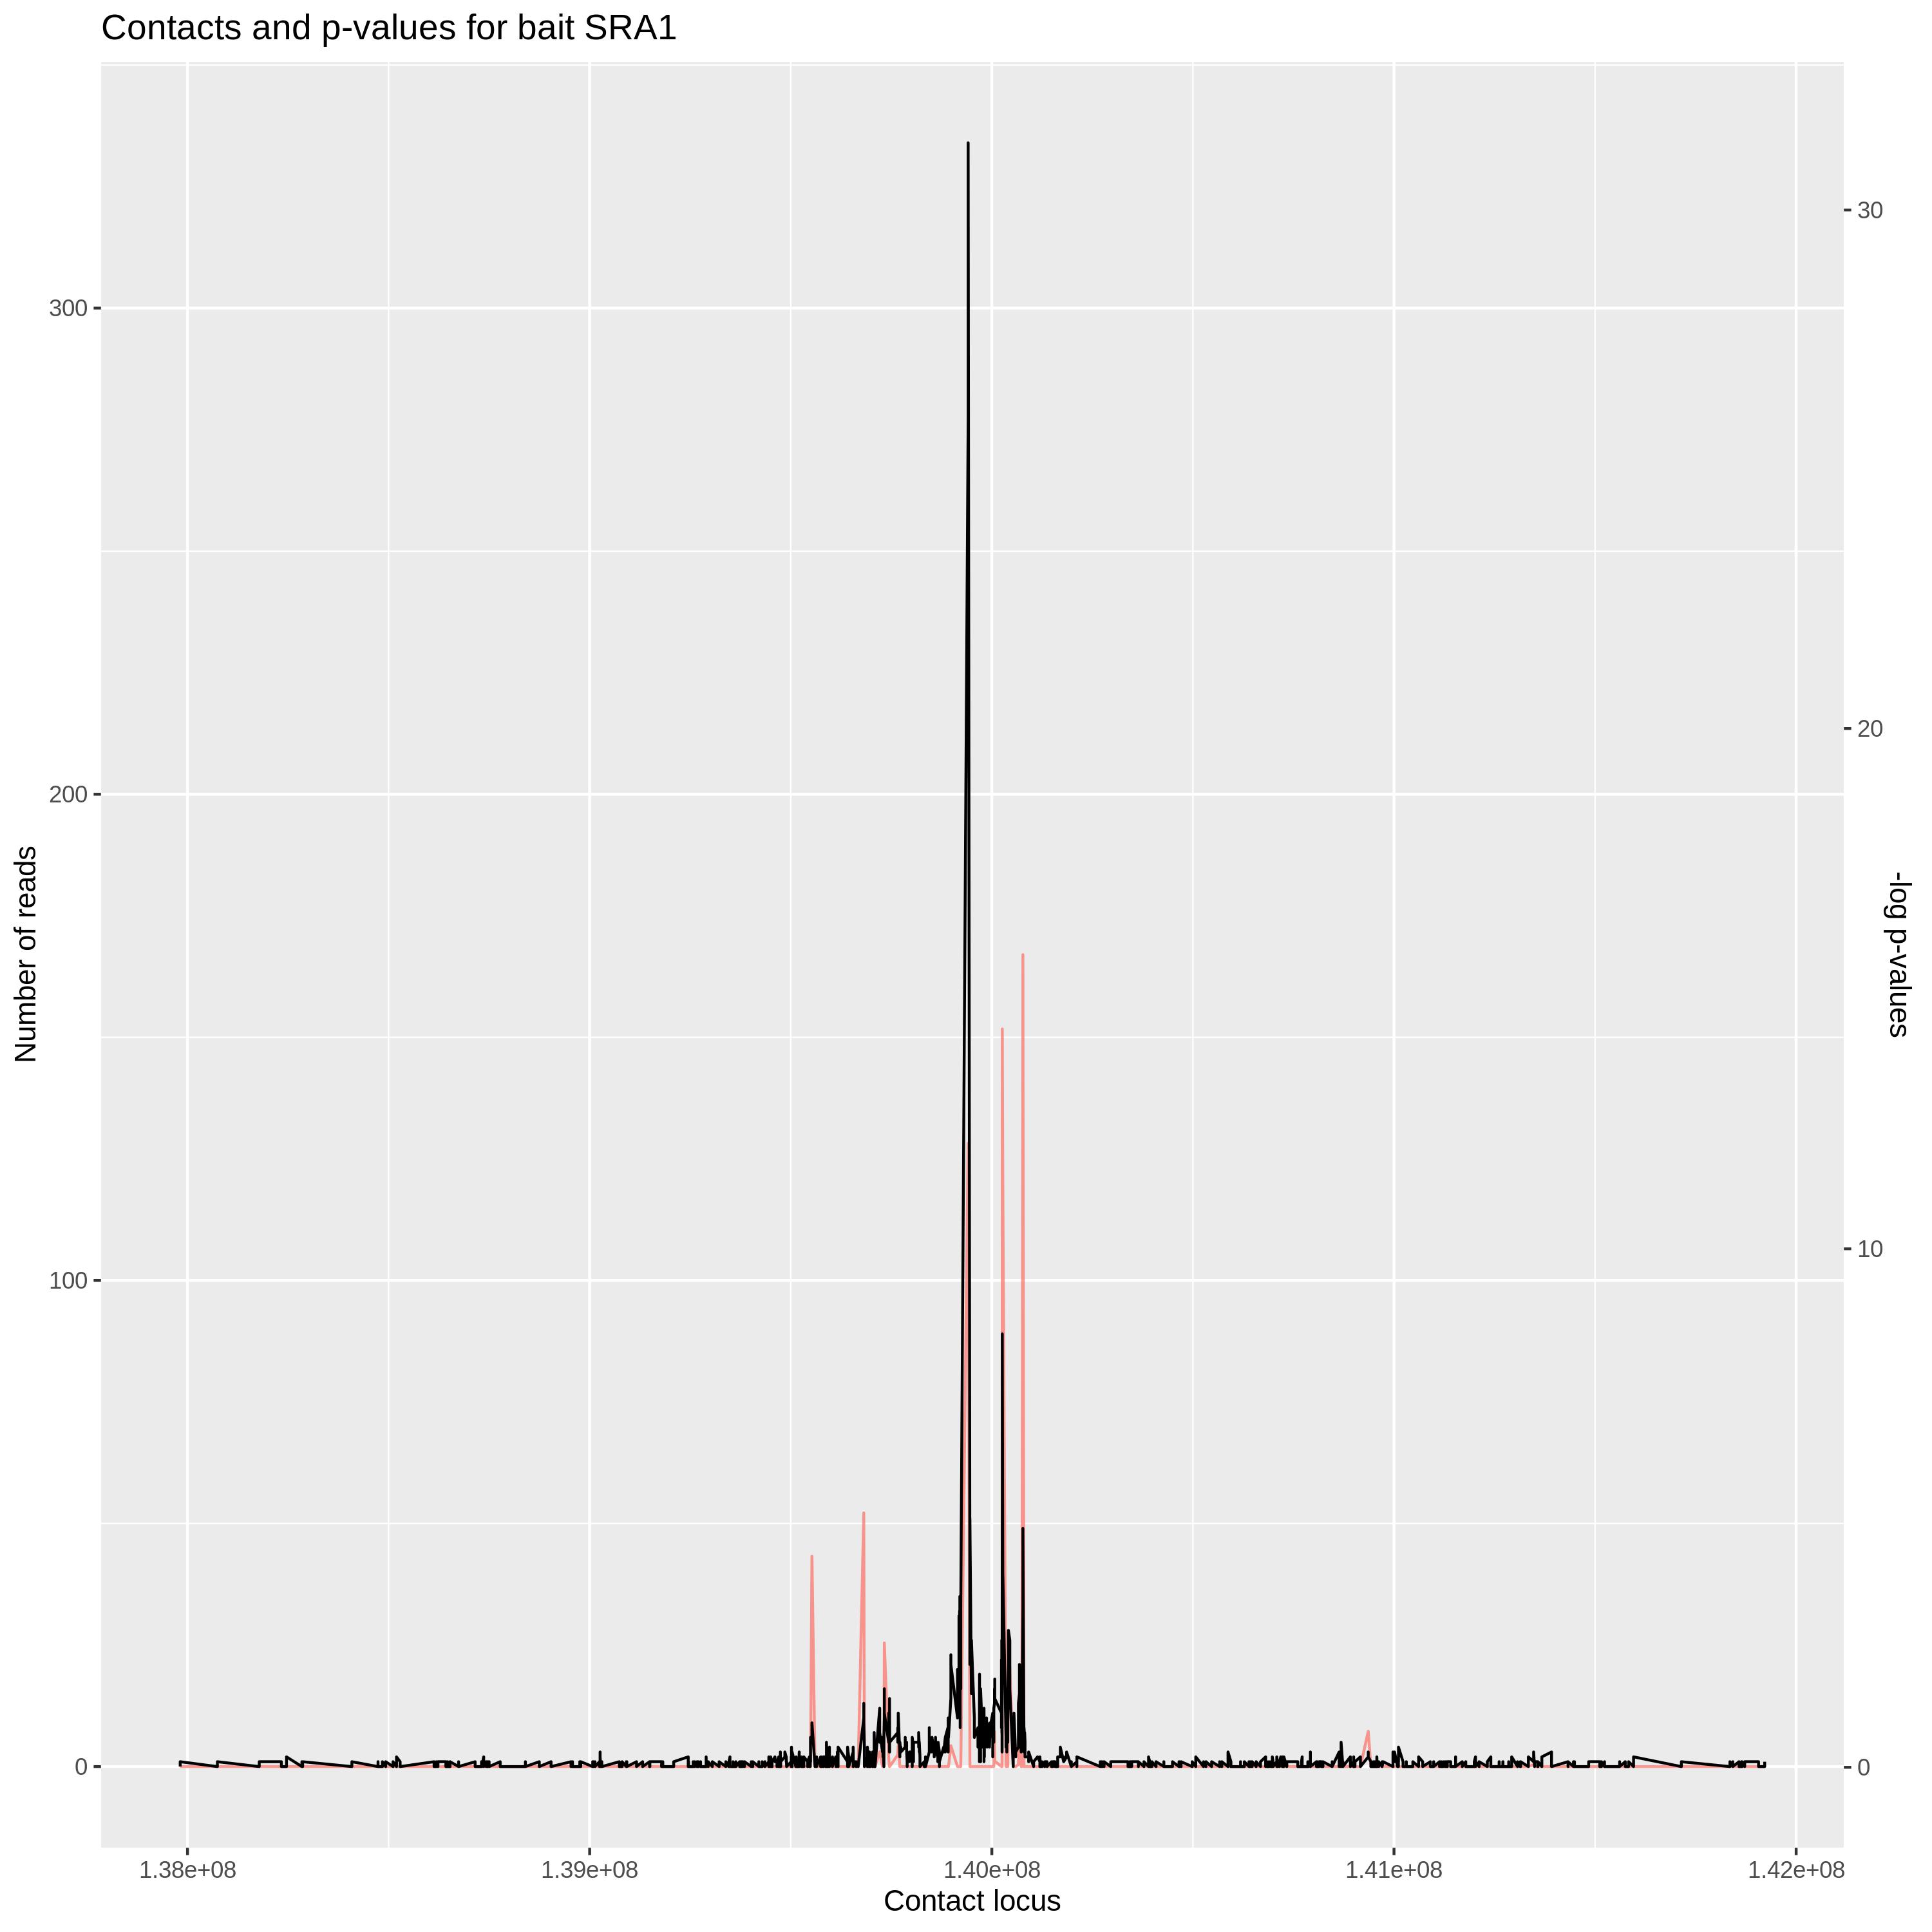 Contacts and p-values for bait SRA1
Number of reads
300
200
100
0
30
20
10
0
-log p-values
1.38e+08
1.39e+08
1.40e+08
1.41e+08
1.42e+08
Contact locus